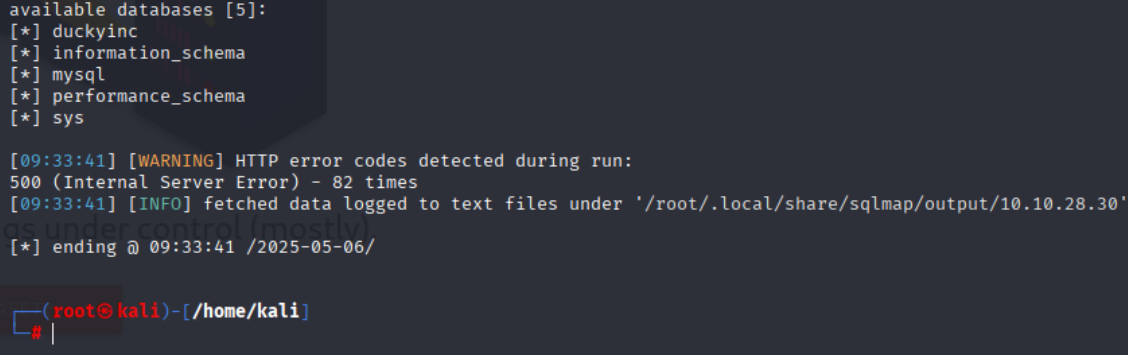 available databases [5]:
[*] duckyinc
[*] information_schema
[*] mysql
[*] performance_schema
[*] sys
[09:33:41] [WARNING] HTTP error codes detected during run:
500 (Internal Server Error) - 82 times
[09:33:41] [INFO] fetched data logged to text files under '/root/.local/share/sqlmap/output/10.10.28.30'
under control (mostly)
[*] ending @ 09:33:41 /2025-05-06/
┌──(root㉿kali)-[/home/kali]
└─#